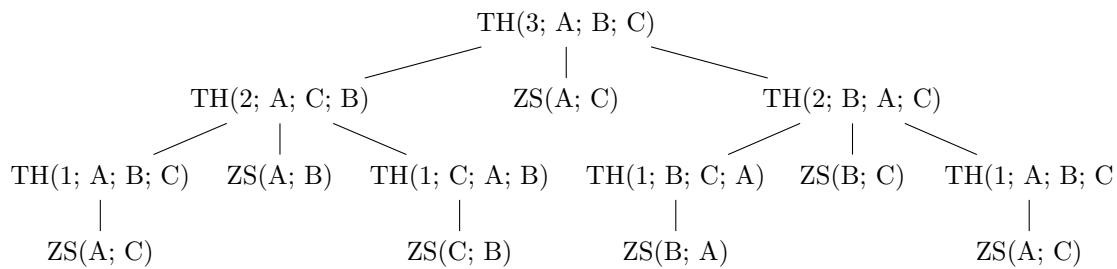 TH(3; A; B; C)
TH(2; A; C; B) ZS(A; C) TH(2; B; A; C)
TH(1; A; B; C) ZS(A; B) TH(1; C; A; B) TH(1; B; C; A) ZS(B; C) TH(1; A; B; C
ZS(A; C) ZS(C; B) ZS(B; A) ZS(A; C)